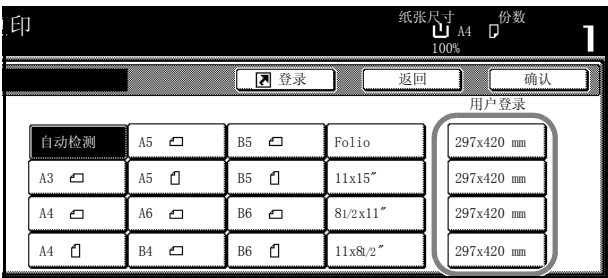 印
纸张尺寸 份数
A4
100%
1
登录 返回 确认
用户登录
自动检测 A5 B5 Folio 297x420 mm
A3 A5 B5 11x15″ 297x420 mm
A4 A6 B6 81/2x11″ 297x420 mm
A4 B4 B6 11x81/2″ 297x420 mm